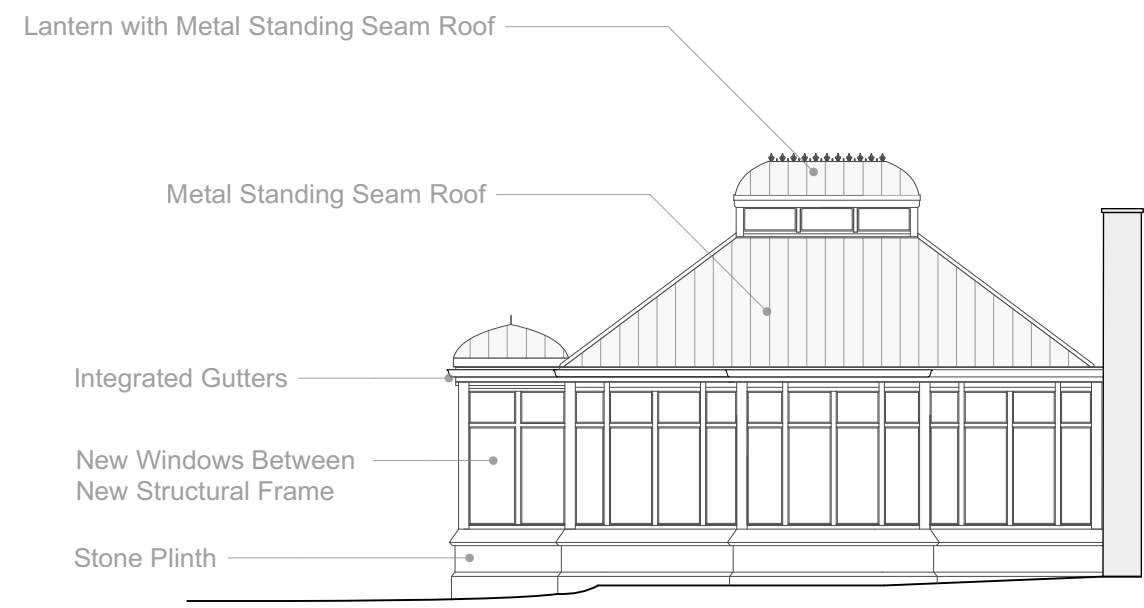 Lantern with Metal Standing Seam Roof
Metal Standing Seam Roof
Integrated Gutters
New Windows Between
New Structural Frame
Stone Plinth